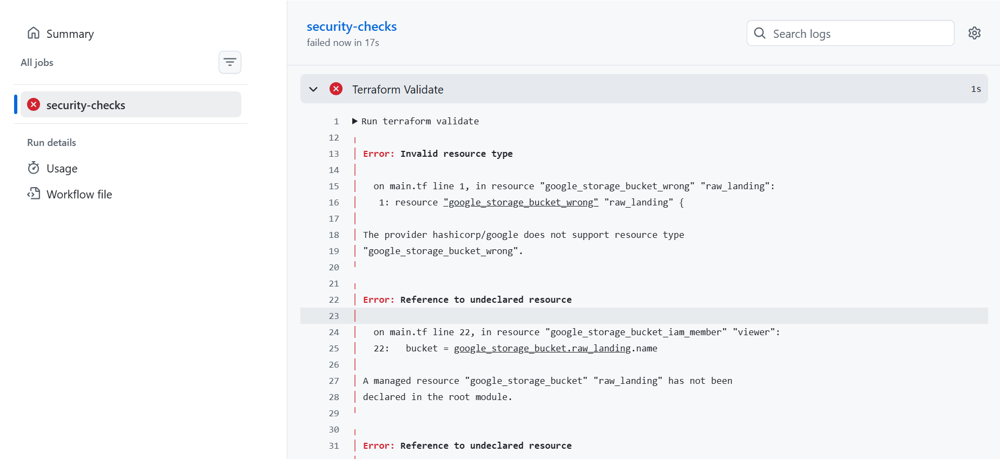 Summary
All jobs
security-checks
Run details
Usage
Workflow file
security-checks
failed now in 17s
Search logs
Terraform Validate 1s
1 Run terraform validate
12
13 Error: Invalid resource type
14
15 on main.tf line 1, in resource "google_storage_bucket_wrong" "raw_landing":
16 1: resource "google_storage_bucket_wrong" "raw_landing" {
17
18 The provider hashicorp/google does not support resource type
19 "google_storage_bucket_wrong".
20
21
22 Error: Reference to undeclared resource
23
24 on main.tf line 22, in resource "google_storage_bucket_iam_member" "viewer":
25 22: bucket = google_storage_bucket.raw_landing.name
26
27 A managed resource "google_storage_bucket" "raw_landing" has not been
28 declared in the root module.
29
30
31 Error: Reference to undeclared resource